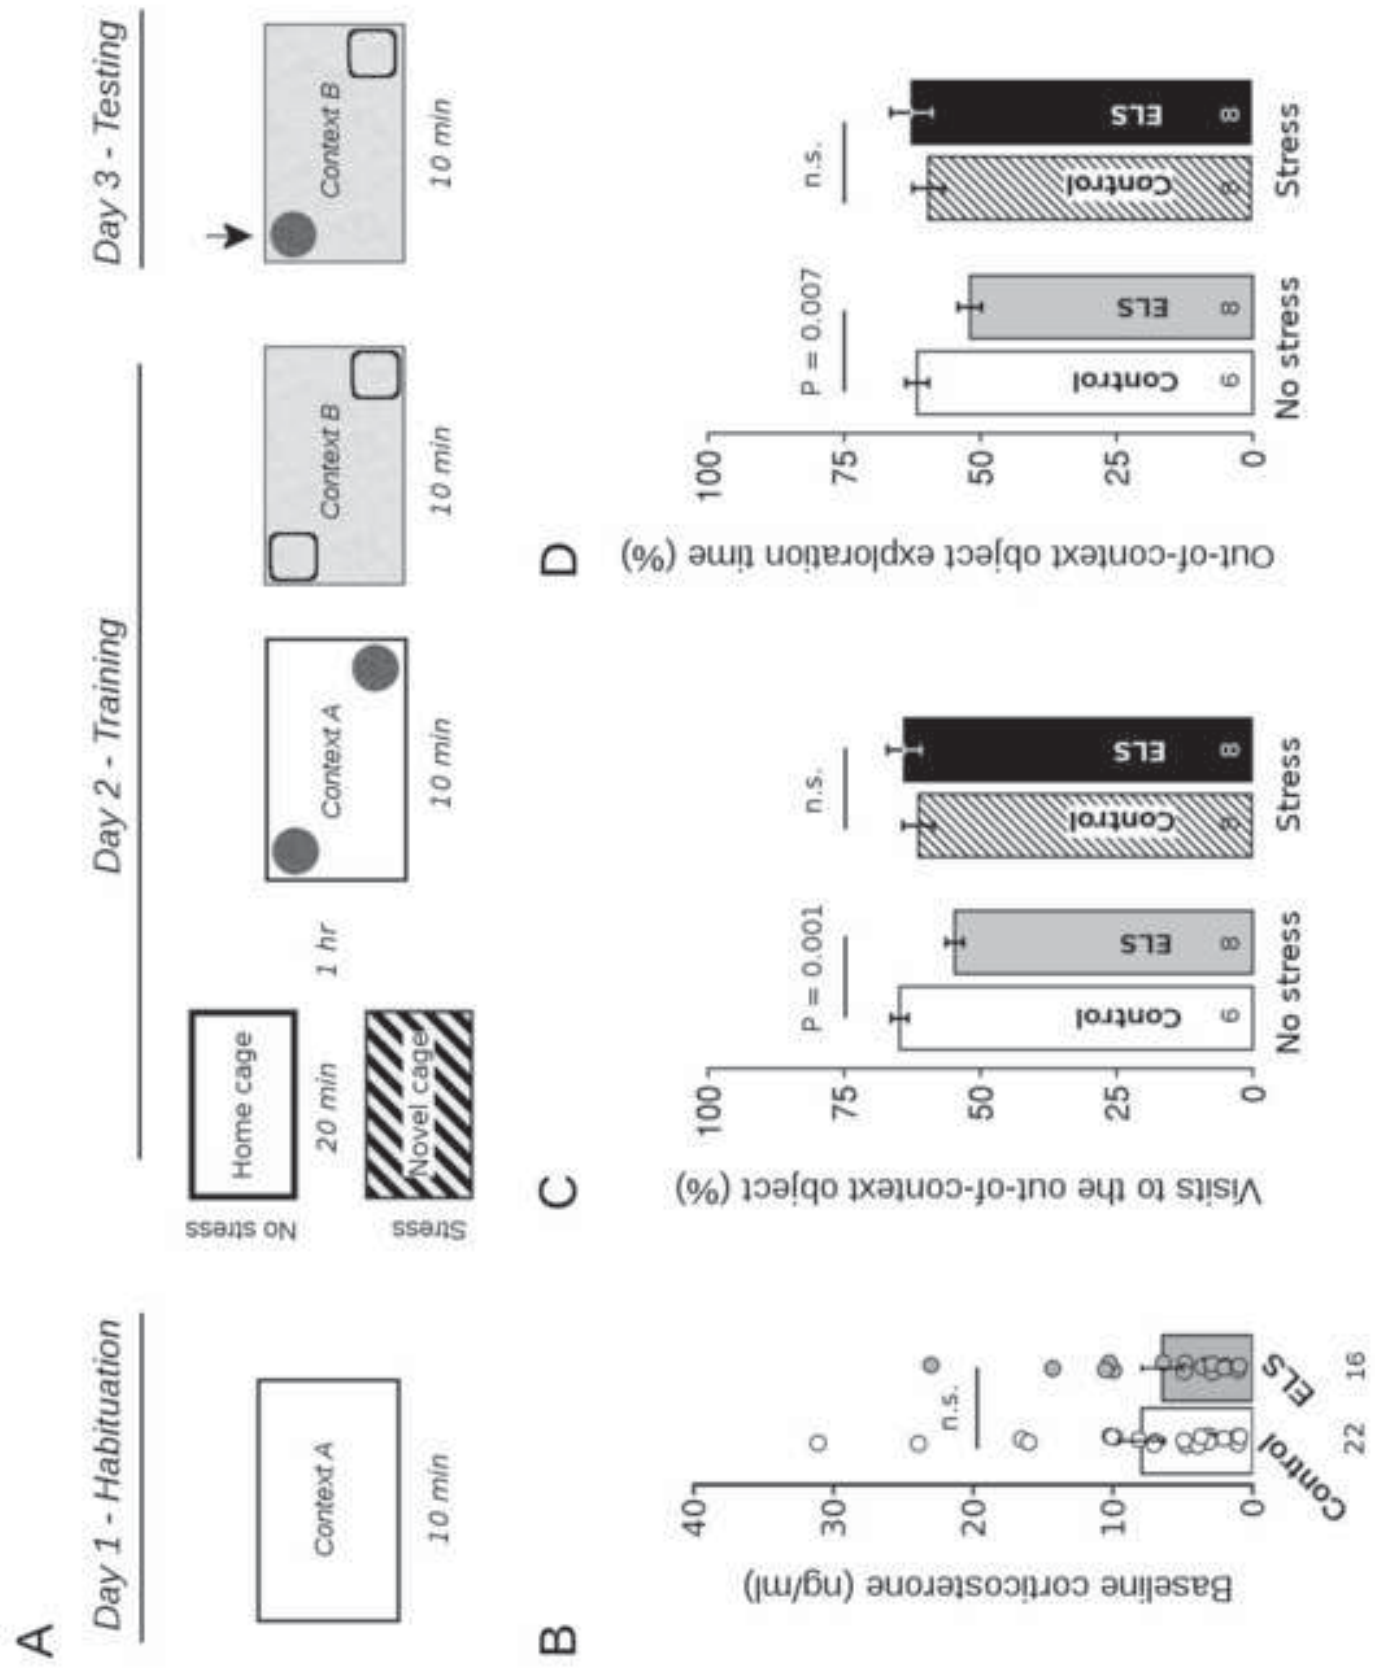 A
Day 1 - Habituation
Day 2 - Training
Day 3 - Testing
No stress
Home cage
Context A
20 min
1 hr
Context A
Context B
Context B
Stress
Novel cage
10 min
10 min
10 min
10 min
B
Baseline corticosterone (ng/ml)
40
30
20
10
0
n.s.
Control
ELS
22
16
C
Visits to the out-of-context object (%)
100
75
50
25
0
P = 0.001
n.s.
Control
ELS
Control
ELS
9
8
8
8
No stress
Stress
D
Out-of-context object exploration time (%)
100
75
50
25
0
P = 0.007
n.s.
Control
ELS
Control
ELS
9
8
8
8
No stress
Stress